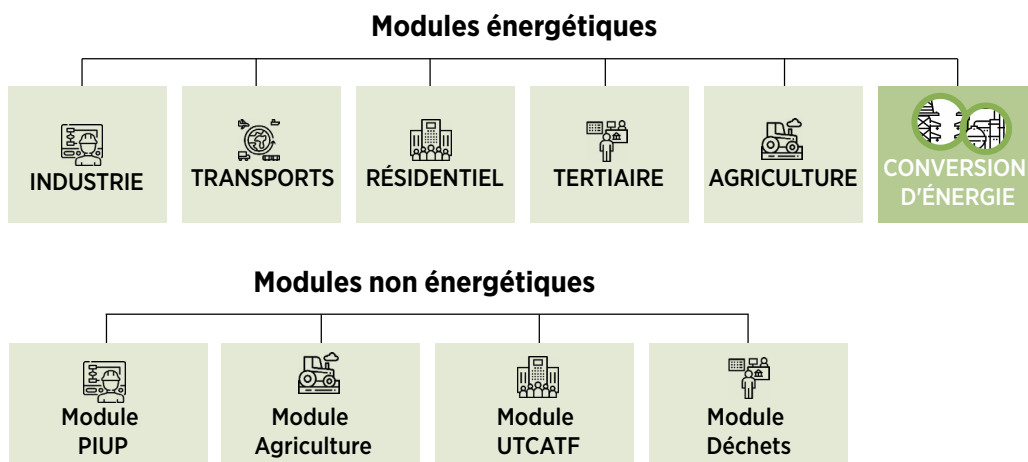 Modules énergétiques
INDUSTRIE
TRANSPORTS
RÉSIDENTIEL
TERTIAIRE
AGRICULTURE
CONVERSION
D'ÉNERGIE
Modules non énergétiques
Module
PIUP
Module
Agriculture
Module
UTCATF
Module
Déchets